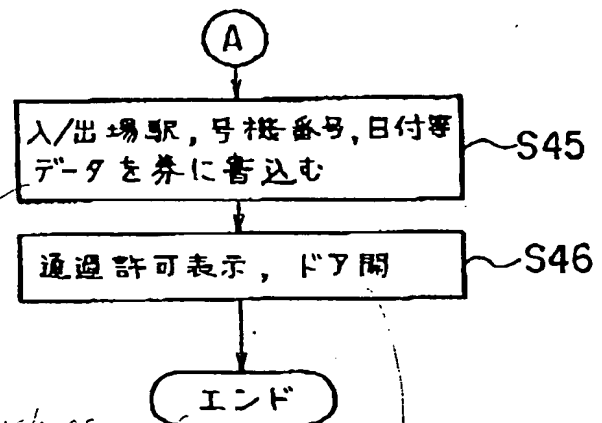 A
入/出場駅,号機番号,日付等
データを券に書込む
S45
通過許可表示, ドア開
S46
エンド